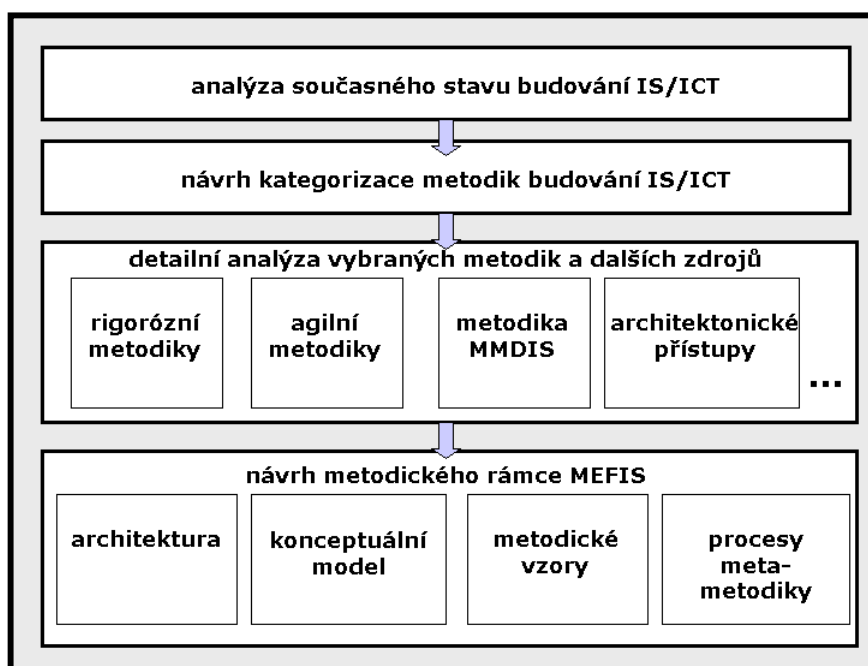 analýza současného stavu budování IS/ICT
návrh kategorizace metodik budování IS/ICT
detailní analýza vybraných metodik a dalších zdrojů
rigorózní
metodiky
agilní
metodiky
metodika
MMDIS
architektonické
přístupy
...
návrh metodického rámce MEFIS
architektura
konceptuální
model
metodické
vzory
procesy
meta-
metodiky